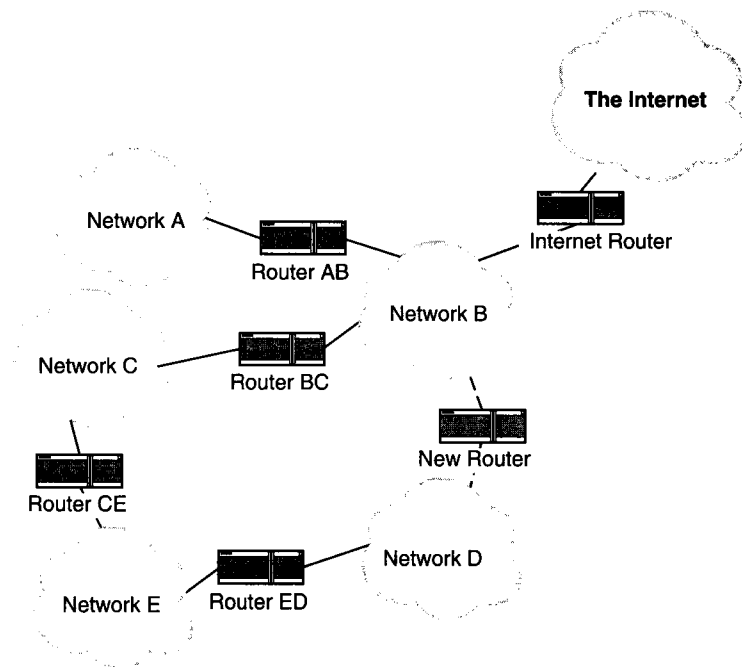 The Internet
Network A
Router AB
Internet Router
Network B
Network C
Router BC
New Router
Router CE
Network D
Network E
Router ED